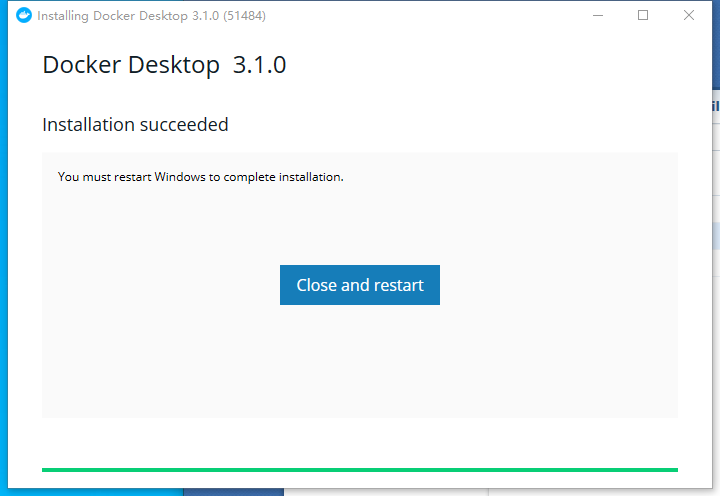 Installing Docker Desktop 3.1.0 (51484)
Docker Desktop 3.1.0
Installation succeeded
You must restart Windows to complete installation.
Close and restart